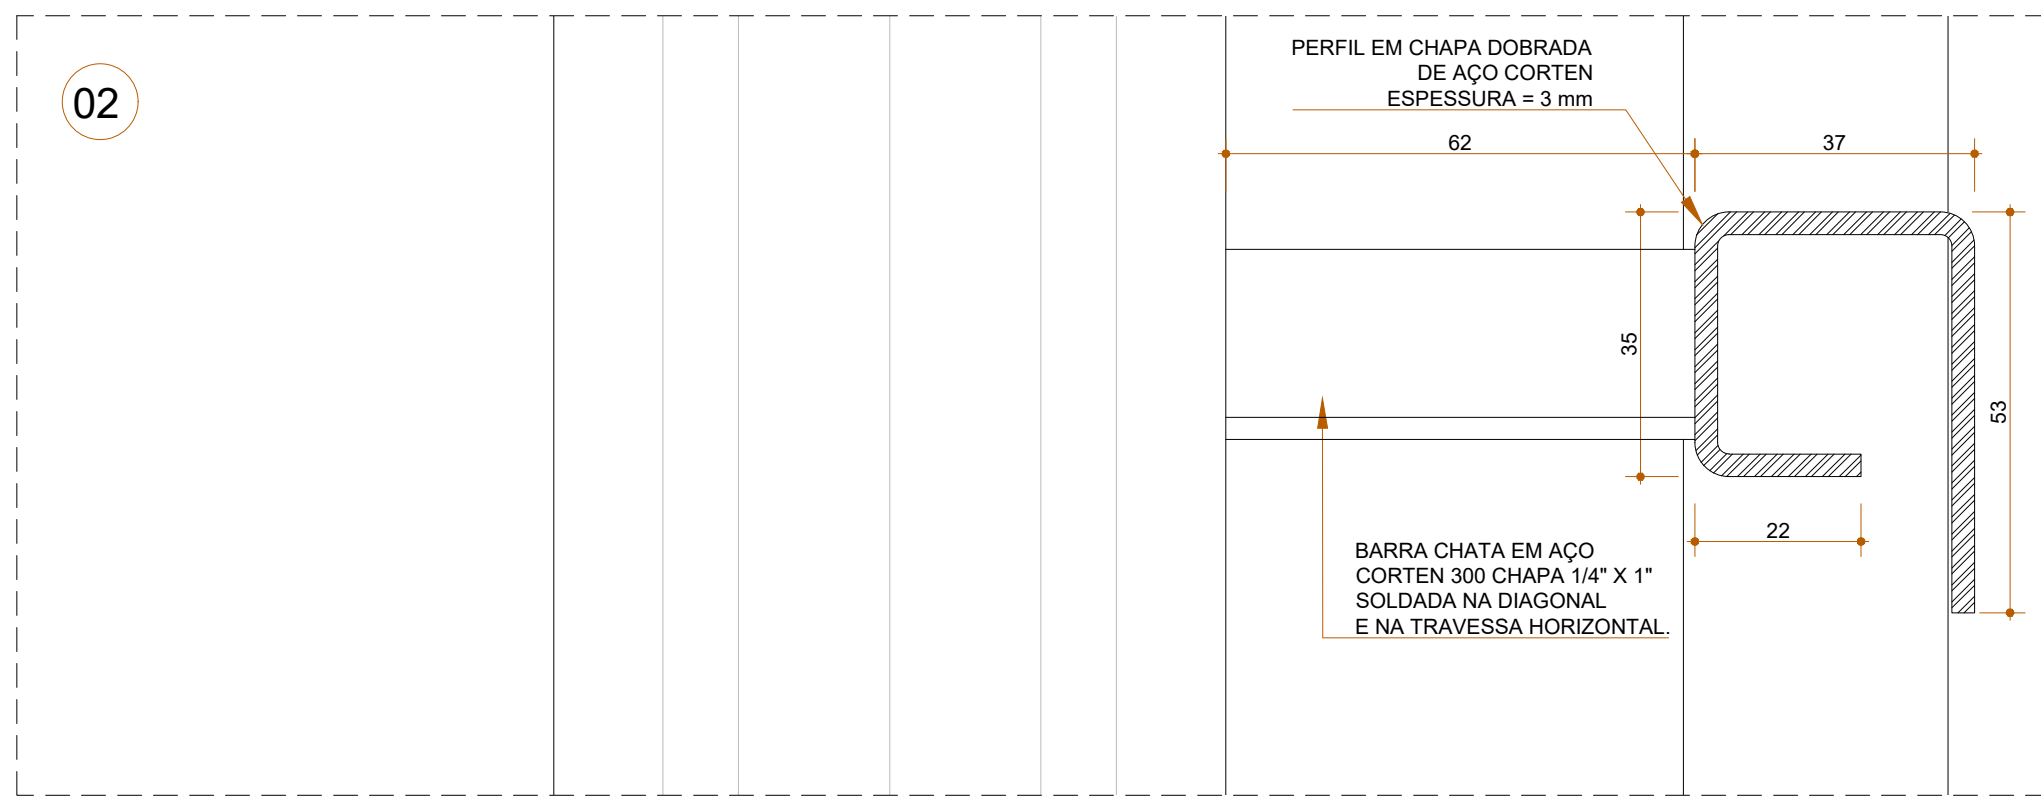 02
PERFIL EM CHAPA DOBRADA
DE AÇO CORTEN
ESPESSURA = 3 mm
62
37
35
53
22
BARRA CHATA EM AÇO
CORTEN 300 CHAPA 1/4" X 1"
SOLDADA NA DIAGONAL
E NA TRAVESSA HORIZONTAL.